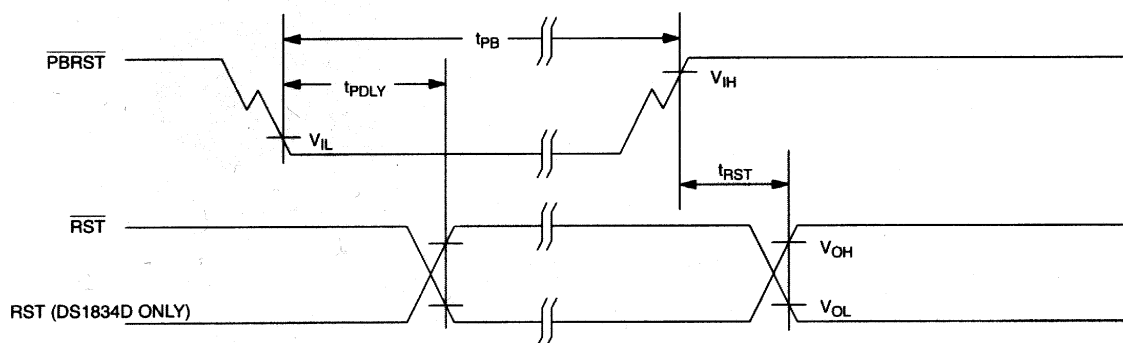 tPB
PBRST
tPDLY
VIH
VIL
tRST
RST
VOH
RST (DS1834D ONLY)
VOL